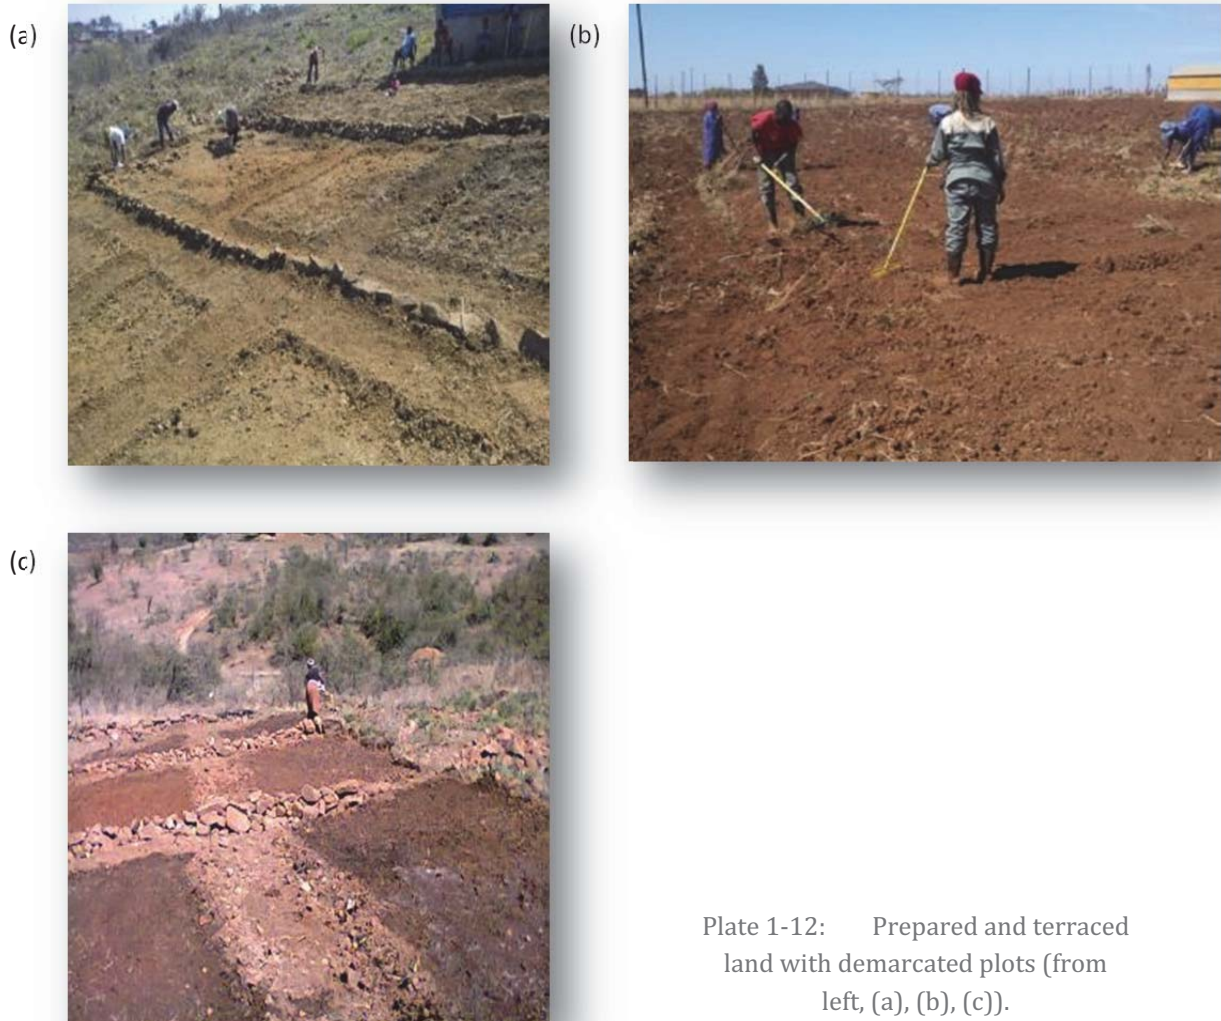 (a)
(b)
(c)
Plate 1-12: Prepared and terraced
land with demarcated plots (from
left, (a), (b), (c)).